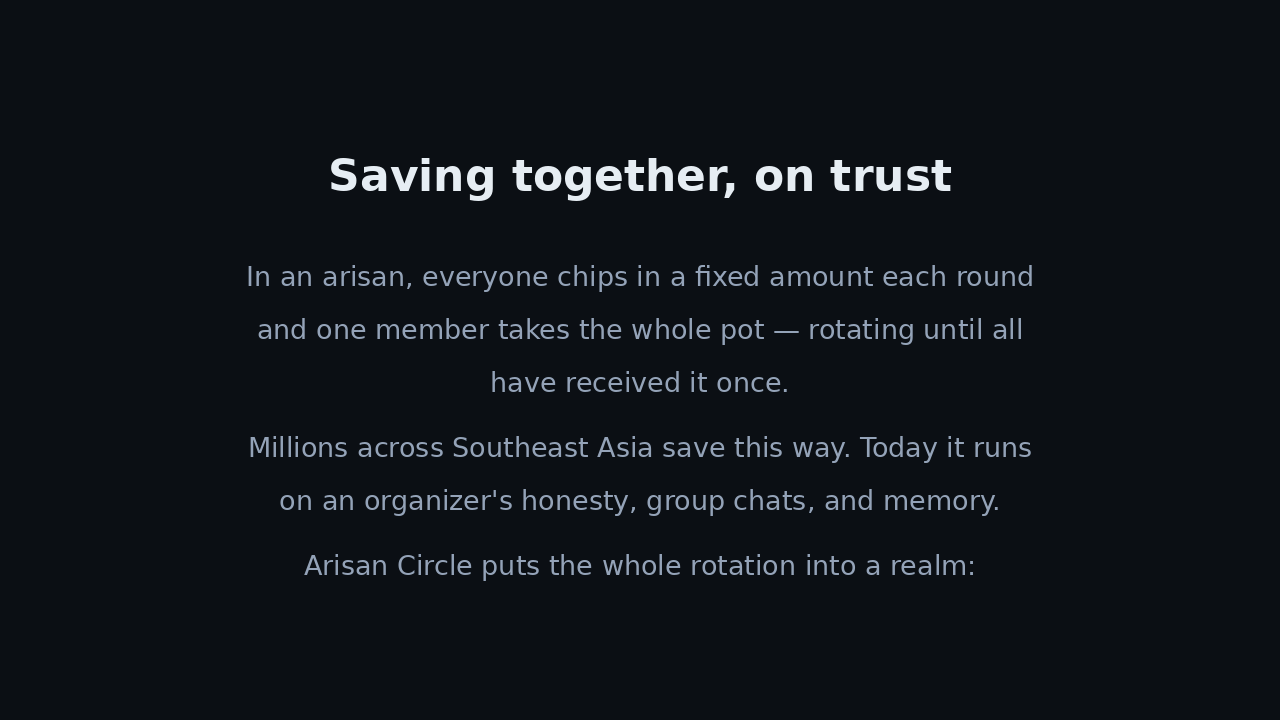 Saving together, on trust
In an arisan, everyone chips in a fixed amount each round
and one member takes the whole pot — rotating until all
have received it once.
Millions across Southeast Asia save this way. Today it runs
on an organizer's honesty, group chats, and memory.
Arisan Circle puts the whole rotation into a realm: